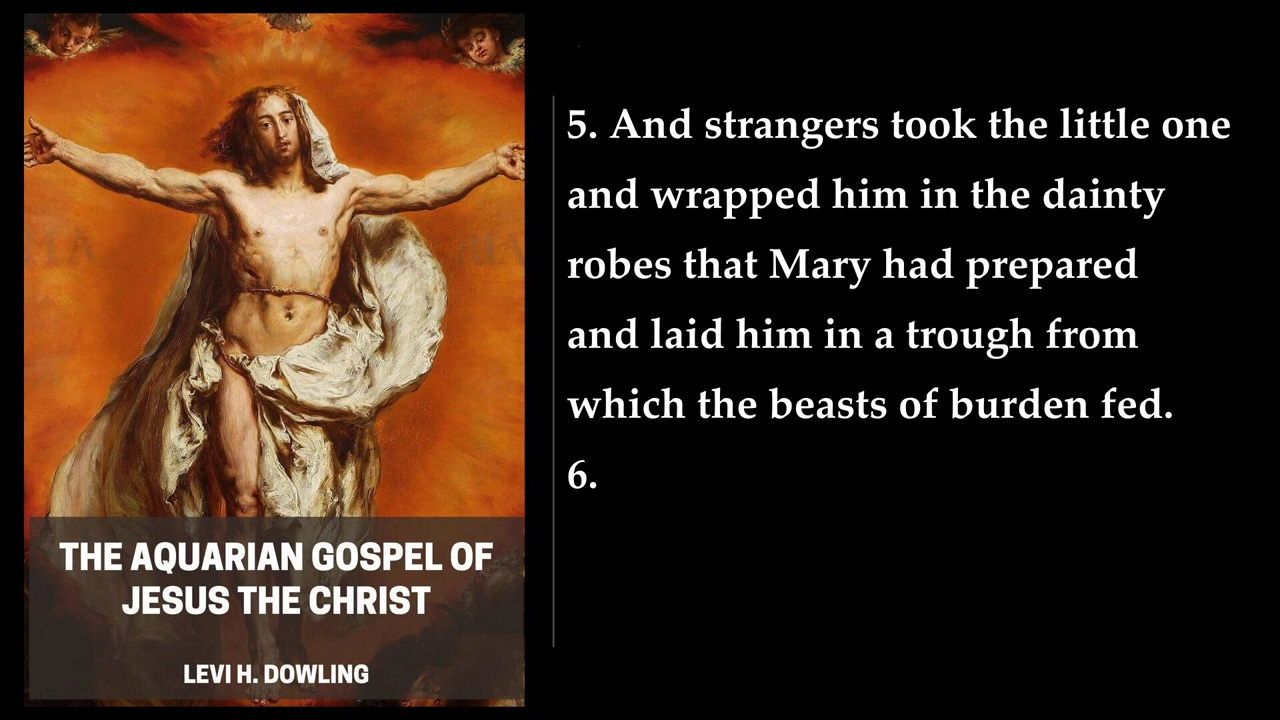 5. And strangers took the little one
and wrapped him in the dainty
robes that Mary had prepared
and laid him in a trough from
which the beasts of burden fed.
6.
THE AQUARIAN GOSPEL OF
JESUS THE CHRIST
LEVI H. DOWLING